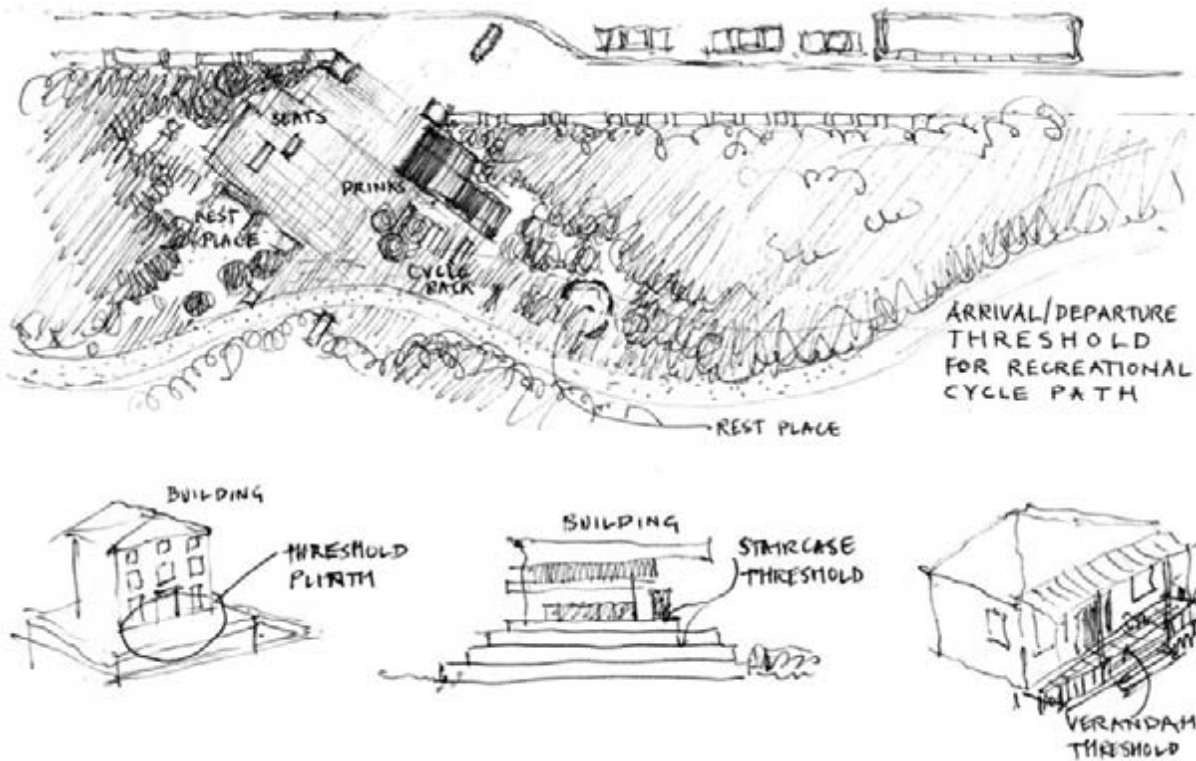 SEATS
DRINKS
REST
PLACE
CYCLE
RACK
ARRIVAL/DEPARTURE
THRESHOLD
FOR RECREATIONAL
CYCLE PATH
REST PLACE
BUILDING
THRESHOLD
PLINTH
BUILDING
STAIRCASE
THRESHOLD
VERANDAH
THRESHOLD